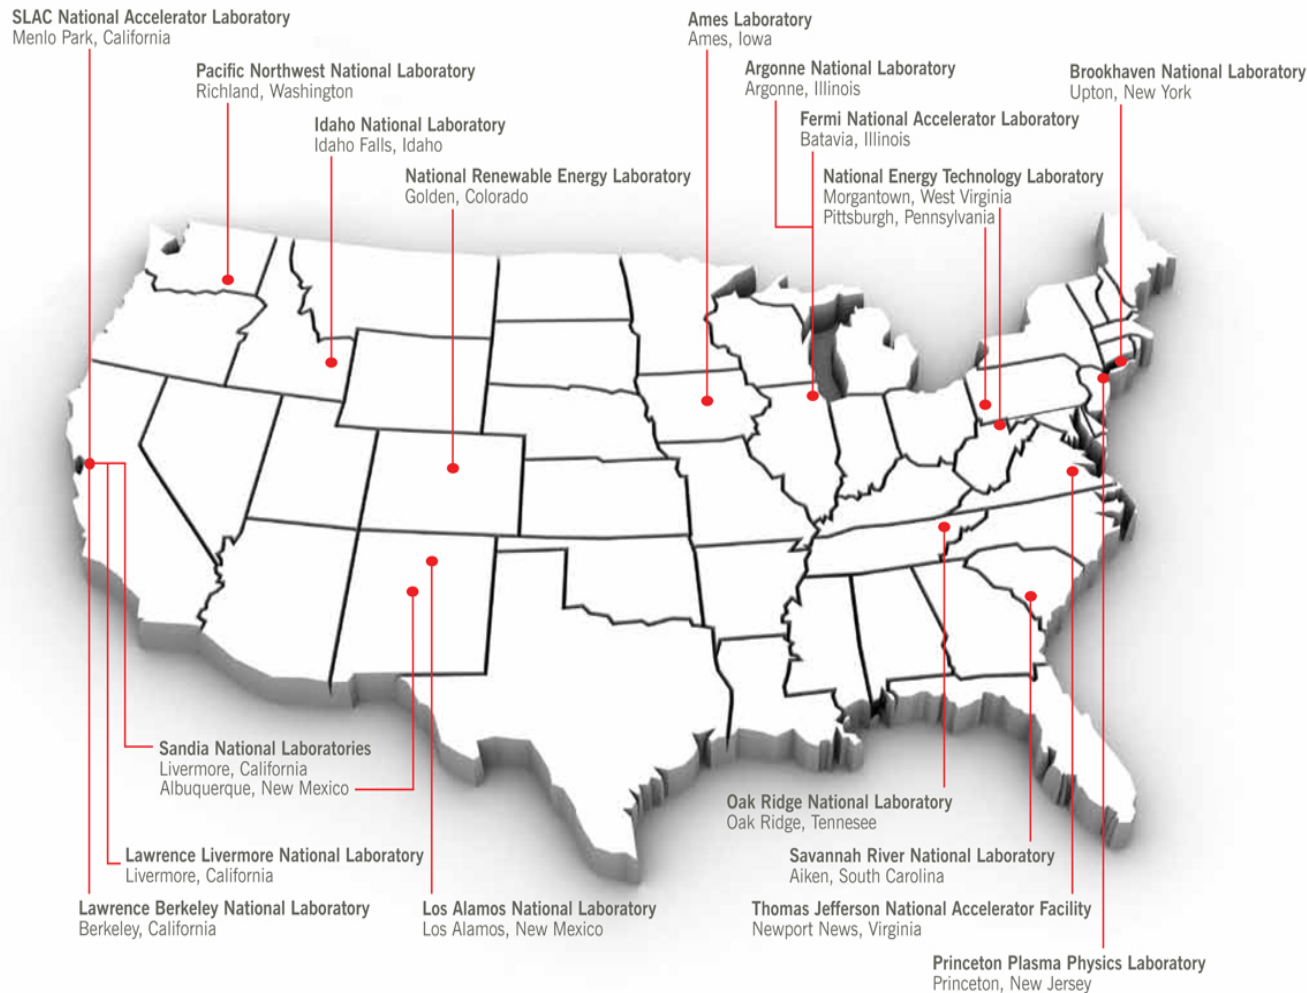 SLAC National Accelerator Laboratory
Menlo Park, California
Pacific Northwest National Laboratory
Richland, Washington
Idaho National Laboratory
Idaho Falls, Idaho
National Renewable Energy Laboratory
Golden, Colorado
Ames Laboratory
Ames, Iowa
Argonne National Laboratory
Argonne, Illinois
Fermi National Accelerator Laboratory
Batavia, Illinois
National Energy Technology Laboratory
Morgantown, West Virginia
Pittsburgh, Pennsylvania
Brookhaven National Laboratory
Upton, New York
Sandia National Laboratories
Livermore, California
Albuquerque, New Mexico
Lawrence Livermore National Laboratory
Livermore, California
Lawrence Berkeley National Laboratory
Berkeley, California
Los Alamos National Laboratory
Los Alamos, New Mexico
Oak Ridge National Laboratory
Oak Ridge, Tennesee
Savannah River National Laboratory
Aiken, South Carolina
Thomas Jefferson National Accelerator Facility
Newport News, Virginia
Princeton Plasma Physics Laboratory
Princeton, New Jersey